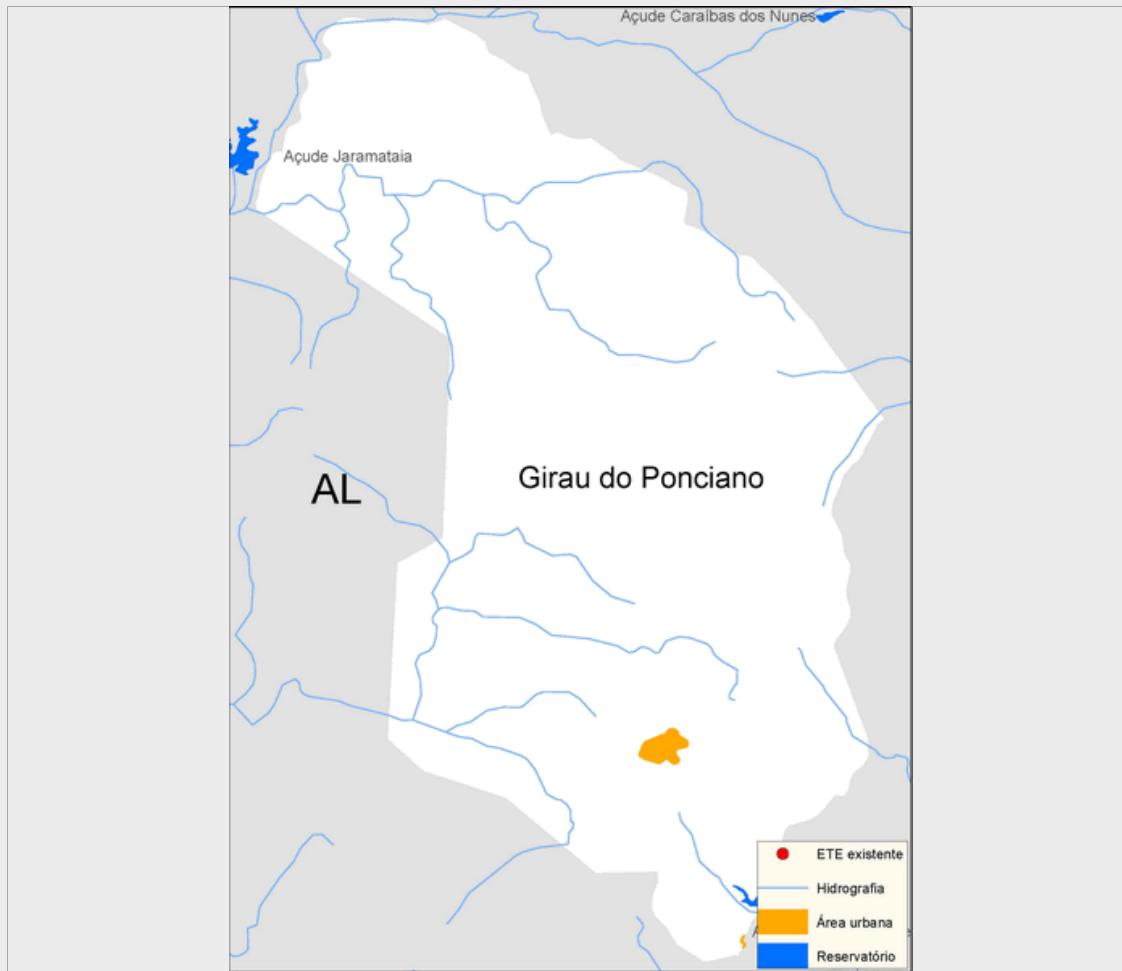 Açude Caraíbas dos Nunes
Açude Jaramataia
Girau do Ponciano
AL
ETE existente
Hidrografia
Área urbana
Reservatório